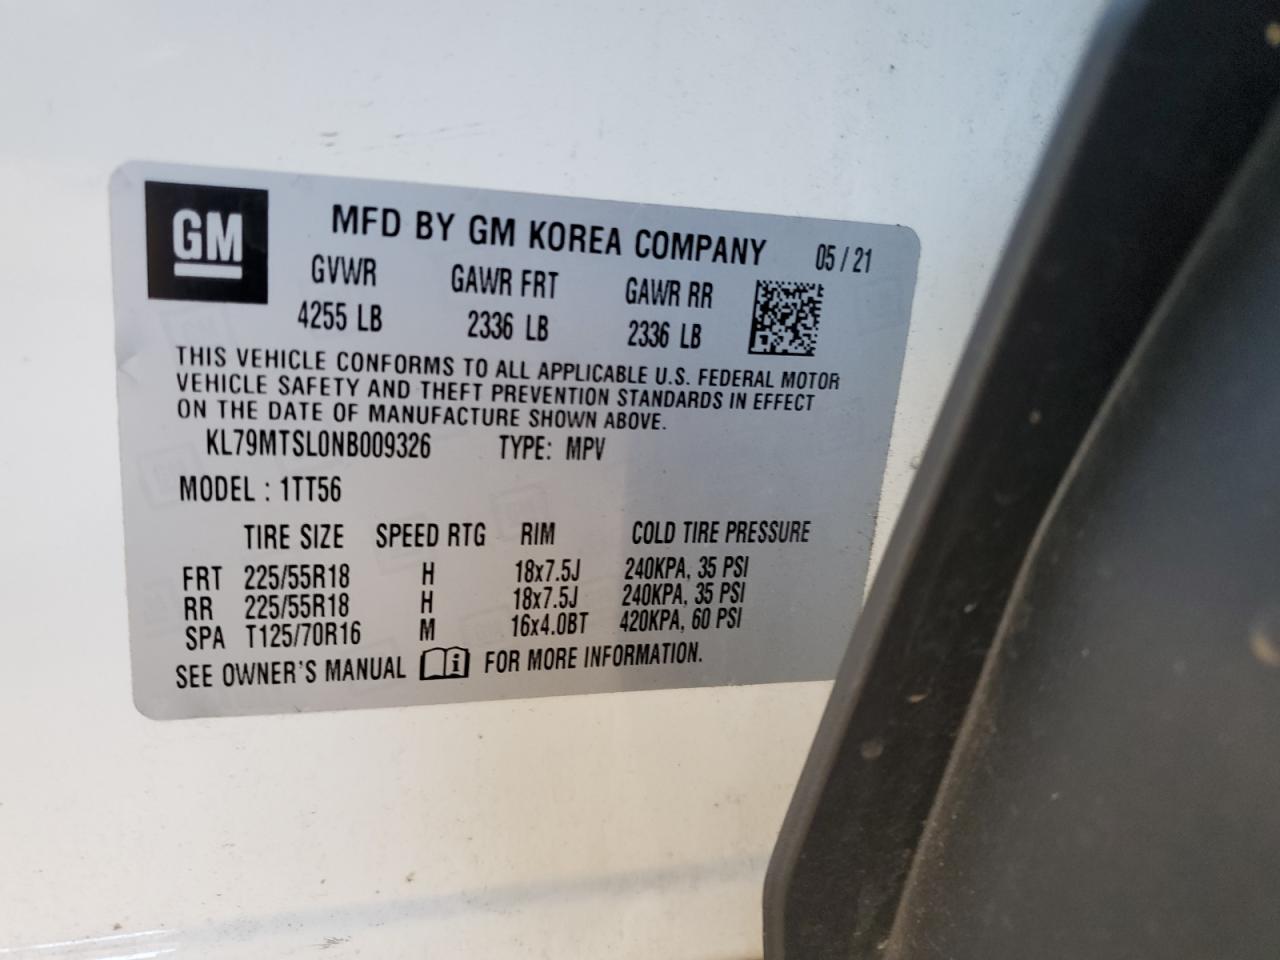 GM
MFD BY GM KOREA COMPANY 05 / 21
GVWR GAWR FRT GAWR RR
4255 LB 2336 LB 2336 LB
THIS VEHICLE CONFORMS TO ALL APPLICABLE U.S. FEDERAL MOTOR
VEHICLE SAFETY AND THEFT PREVENTION STANDARDS IN EFFECT
ON THE DATE OF MANUFACTURE SHOWN ABOVE.
KL79MTSL0NB009326 TYPE: MPV
MODEL : 1TT56
TIRE SIZE SPEED RTG RIM COLD TIRE PRESSURE
FRT 225/55R18 H 18x7.5J 240KPA, 35 PSI
RR 225/55R18 H 18x7.5J 240KPA, 35 PSI
SPA T125/70R16 M 16x4.0BT 420KPA, 60 PSI
SEE OWNER'S MANUAL i FOR MORE INFORMATION.